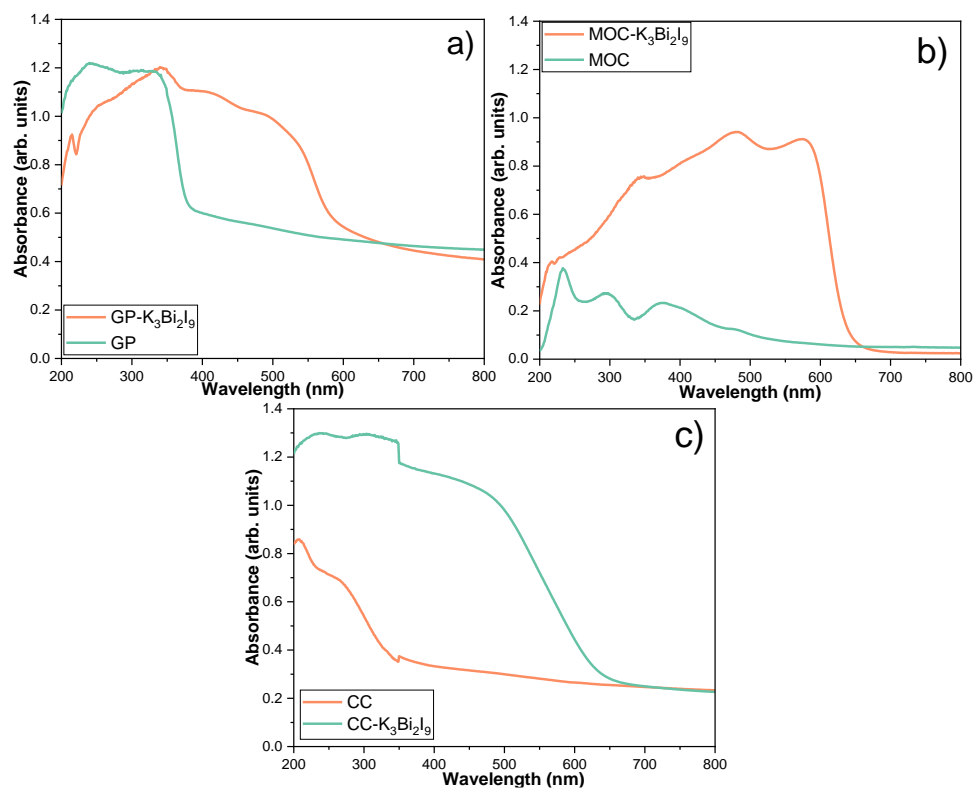 a)
1.4
1.2
1.0
0.8
0.6
0.4
0.2
0.0
Absorbance (arb. units)
GP-K₃Bi₂I₉
GP
200 300 400 500 600 700 800
Wavelength (nm)
b)
1.4
1.2
1.0
0.8
0.6
0.4
0.2
0.0
Absorbance (arb. units)
MOC-K₃Bi₂I₉
MOC
200 300 400 500 600 700 800
Wavelength (nm)
c)
1.4
1.2
1.0
0.8
0.6
0.4
0.2
0.0
Absorbance (arb. units)
CC
CC-K₃Bi₂I₉
200 300 400 500 600 700 800
Wavelength (nm)